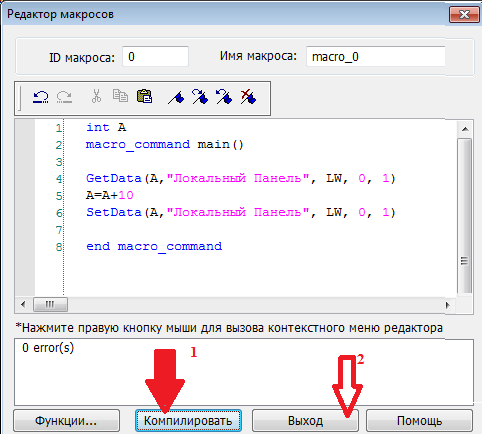 Редактор макросов
ID макроса: 0 Имя макроса: macro_0
1 int A
2 macro_command main()
3
4 GetData(A,"Локальный Панель", LW, 0, 1)
5 A=A+10
6 SetData(A,"Локальный Панель", LW, 0, 1)
7
8 end macro_command
*Нажмите правую кнопку мыши для вызова контекстного меню редактора
0 error(s)
1 2
Функции... Компилировать Выход Помощь